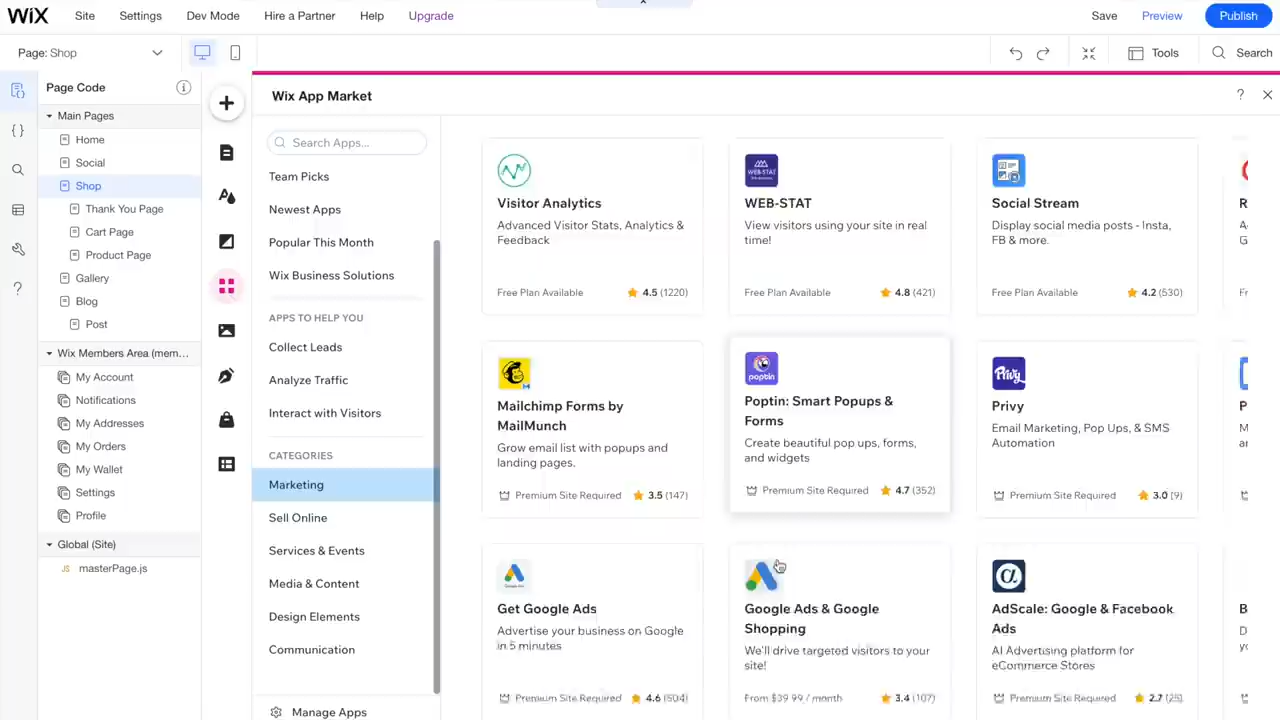 WiX
Site
Settings
Dev Mode
Hire a Partner
Help
Upgrade
Save
Preview
Publish
Page: Shop
Tools
Search
Page Code
Main Pages
Home
Social
Shop
Thank You Page
Cart Page
Product Page
Gallery
Blog
Post
Wix Members Area (mem...
My Account
Notifications
My Addresses
My Orders
My Wallet
Settings
Profile
Global (Site)
JS masterPage.js
Wix App Market
?
Search Apps...
Team Picks
Newest Apps
Popular This Month
Wix Business Solutions
APPS TO HELP YOU
Collect Leads
Analyze Traffic
Interact with Visitors
CATEGORIES
Marketing
Sell Online
Services & Events
Media & Content
Design Elements
Communication
Manage Apps
Visitor Analytics
Advanced Visitor Stats, Analytics &
Feedback
Free Plan Available
4.5 (1220)
WEB-STAT
WEB-STAT
View visitors using your site in real
time!
Free Plan Available
4.8 (421)
Social Stream
Display social media posts - Insta,
FB & more.
Free Plan Available
4.2 (530)
Mailchimp Forms by
MailMunch
Grow email list with popups and
landing pages.
Premium Site Required
3.5 (147)
poptin
Poptin: Smart Popups &
Forms
Create beautiful pop ups, forms,
and widgets
Premium Site Required
4.7 (352)
Privy
Privy
Email Marketing, Pop Ups, & SMS
Automation
Premium Site Required
3.0 (9)
Get Google Ads
Advertise your business on Google
in 5 minutes
Premium Site Required
4.6 (504)
Google Ads & Google
Shopping
We'll drive targeted visitors to your
site!
From $39.99 / month
3.4 (107)
AdScale: Google & Facebook
Ads
AI Advertising platform for
eCommerce Stores
Premium Site Required
2.7 (25)